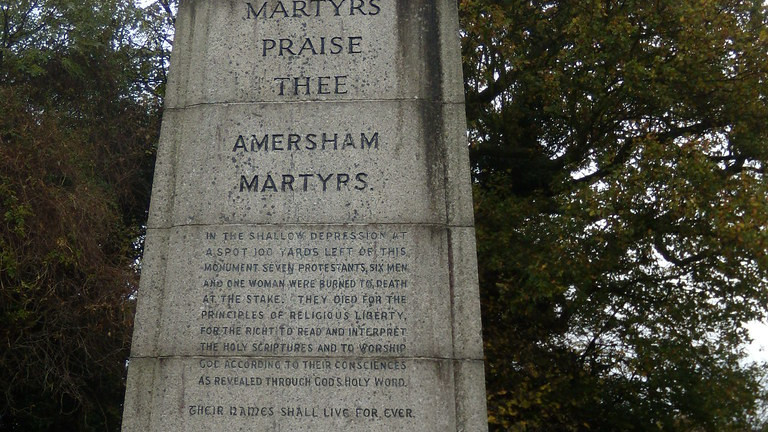 MARTYRS
PRAISE
THEE
AMERSHAM
MARTYRS.
IN THE SHALLOW DEPRESSION AT
A SPOT 100 YARDS LEFT OF THIS
MONUMENT SEVEN PROTESTANTS, SIX MEN
AND ONE WOMAN WERE BURNED TO DEATH
AT THE STAKE. THEY DIED FOR THE
PRINCIPLES OF RELIGIOUS LIBERTY,
FOR THE RIGHT TO READ AND INTERPRET
THE HOLY SCRIPTURES AND TO WORSHIP
GOD ACCORDING TO THEIR CONSCIENCES
AS REVEALED THROUGH GOD'S HOLY WORD.
THEIR NAMES SHALL LIVE FOR EVER.